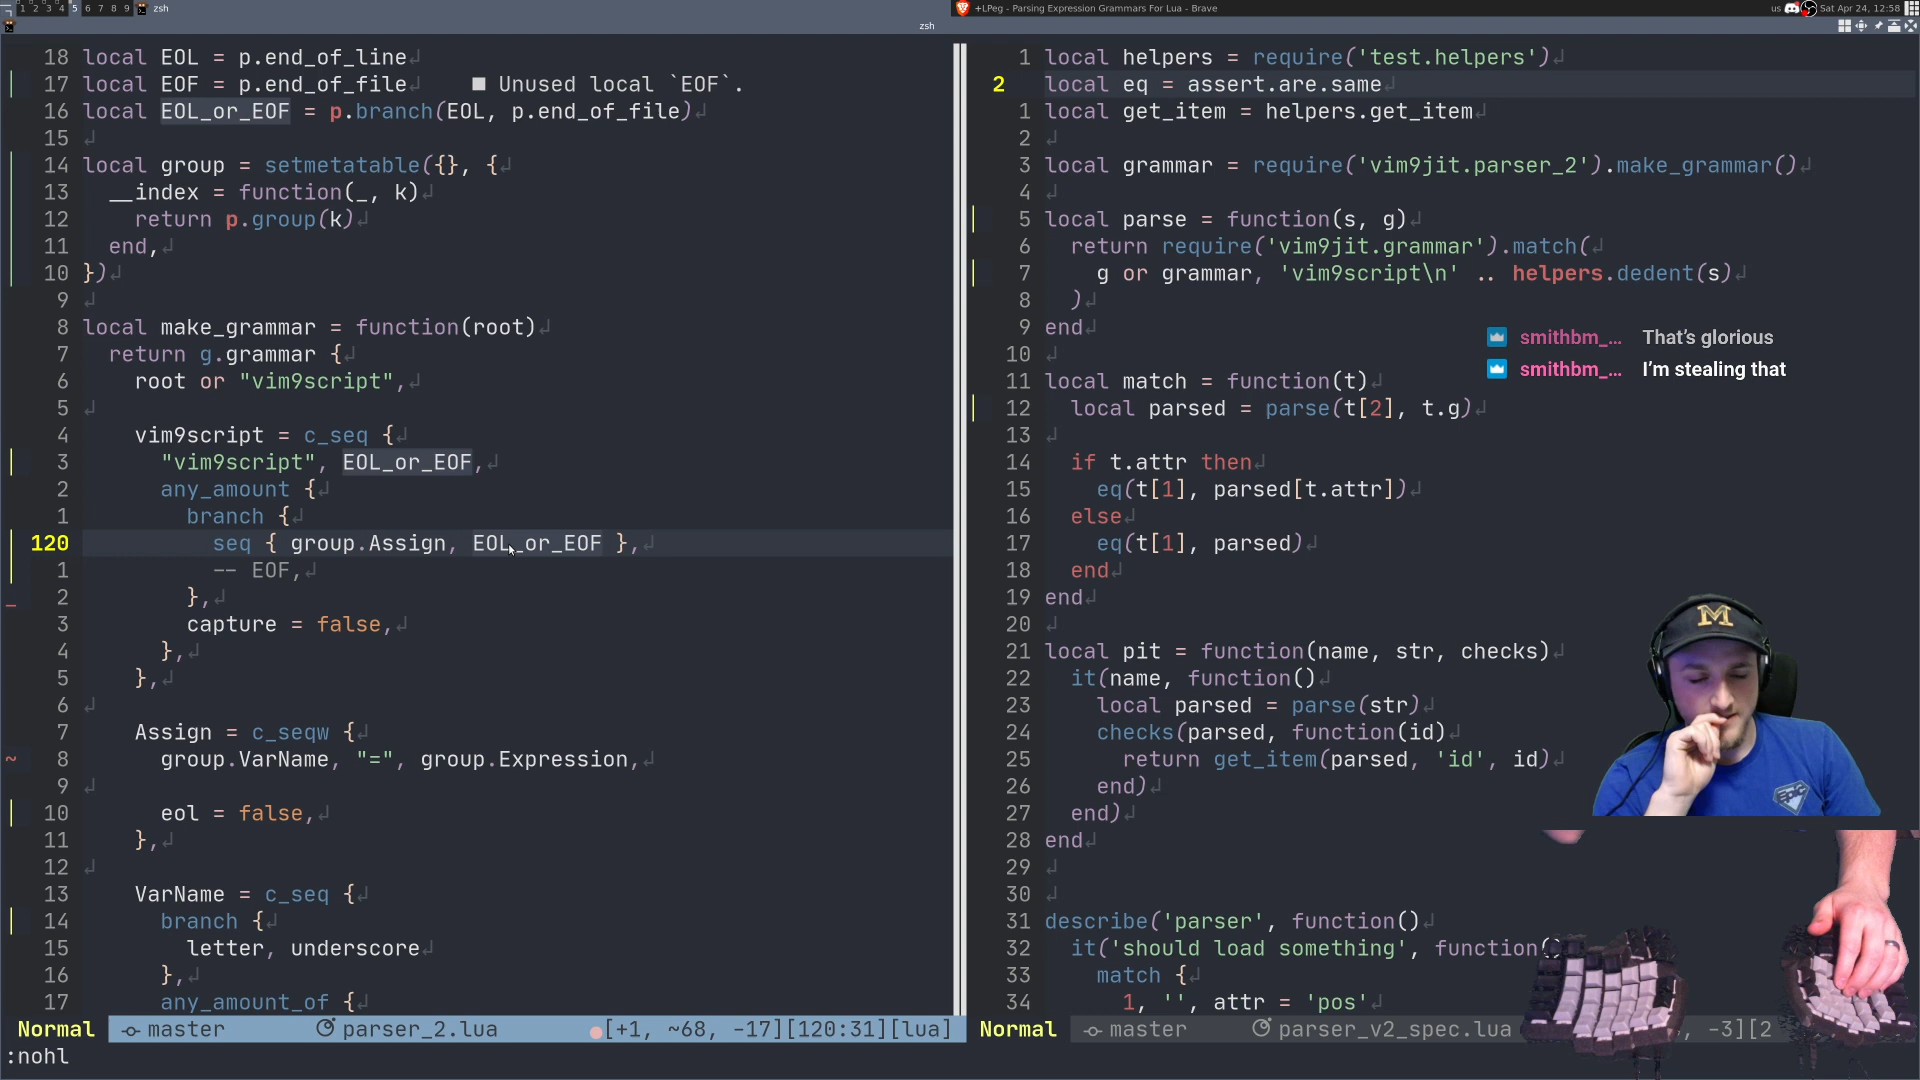 1 2 3 4 5 6 7 8 9 zsh
+LPeg - Parsing Expression Grammars For Lua - Brave
us Sat Apr 24, 12:58
zsh
18 local EOL = p.end_of_line↲
17 local EOF = p.end_of_file ■ Unused local `EOF`.
16 local EOL_or_EOF = p.branch(EOL, p.end_of_file)↲
15 ↲
14 local group = setmetatable({}, {↲
13 __index = function(_, k)↲
12 return p.group(k)↲
11 end,↲
10 })↲
9 ↲
8 local make_grammar = function(root)↲
7 return g.grammar {↲
6 root or "vim9script",↲
5 ↲
4 vim9script = c_seq {↲
3 "vim9script", EOL_or_EOF,↲
2 any_amount {↲
1 branch {↲
120 seq { group.Assign, EOL_or_EOF },↲
1 -- EOF,↲
_ 2 },↲
3 capture = false,↲
4 },↲
5 },↲
6 ↲
7 Assign = c_seqw {↲
~ 8 group.VarName, "=", group.Expression,↲
9 ↲
10 eol = false,↲
11 },↲
12 ↲
13 VarName = c_seq {↲
14 branch {↲
15 letter, underscore↲
16 },↲
17 any_amount_of {↲
Normal master parser_2.lua [+1, ~68, -17][120:31][lua]
:nohl
1 local helpers = require('test.helpers')↲
2 local eq = assert.are.same↲
1 local get_item = helpers.get_item↲
2 ↲
3 local grammar = require('vim9jit.parser_2').make_grammar()↲
4 ↲
5 local parse = function(s, g)↲
6 return require('vim9jit.grammar').match(↲
7 g or grammar, 'vim9script\n' .. helpers.dedent(s)↲
8 )↲
9 end↲
10 ↲
11 local match = function(t)↲
12 local parsed = parse(t[2], t.g)↲
13 ↲
14 if t.attr then↲
15 eq(t[1], parsed[t.attr])↲
16 else↲
17 eq(t[1], parsed)↲
18 end↲
19 end↲
20 ↲
21 local pit = function(name, str, checks)↲
22 it(name, function()↲
23 local parsed = parse(str)↲
24 checks(parsed, function(id)↲
25 return get_item(parsed, 'id', id)↲
26 end)↲
27 end)↲
28 end↲
29 ↲
30 ↲
31 describe('parser', function()↲
32 it('should load something', function()
33 match {↲
34 1, '', attr = 'pos'↲
Normal master parser_v2_spec.lua , -3][2
smithbm_... That's glorious
smithbm_... I'm stealing that
M